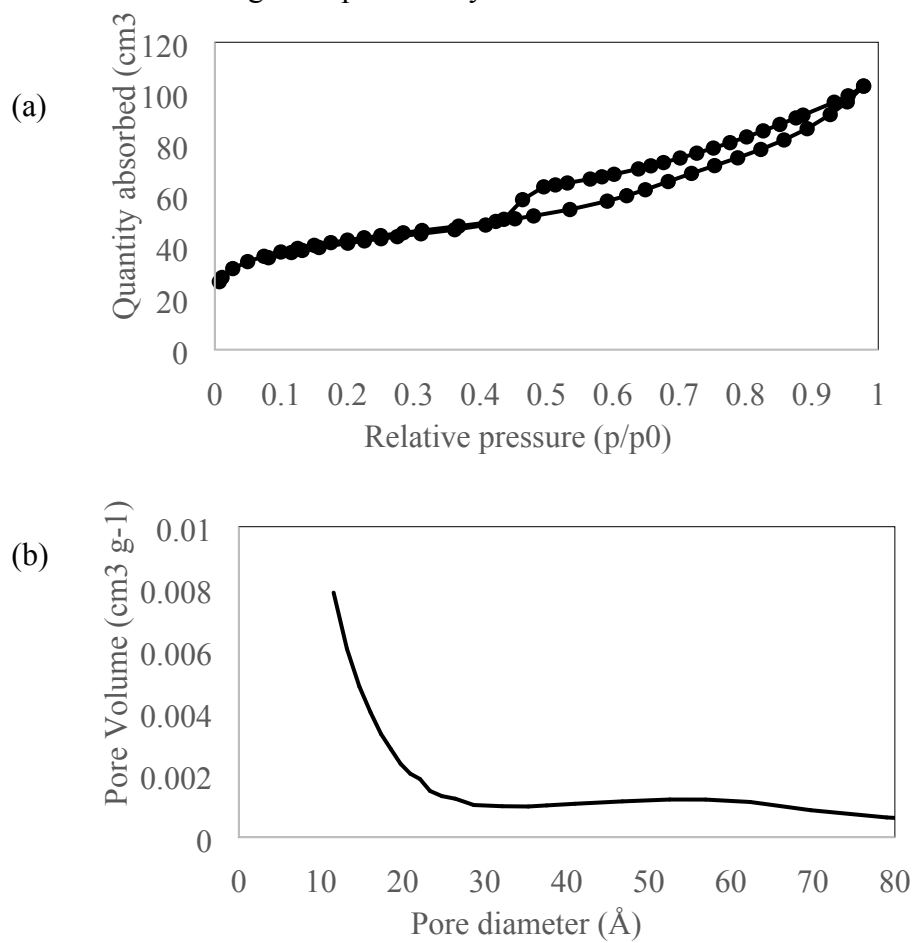 (a)
Quantity absorbed (cm3
120
100
80
60
40
20
0
0 0.1 0.2 0.3 0.4 0.5 0.6 0.7 0.8 0.9 1
Relative pressure (p/p0)
(b)
Pore Volume (cm3 g-1)
0.01
0.008
0.006
0.004
0.002
0
0 10 20 30 40 50 60 70 80
Pore diameter (Å)